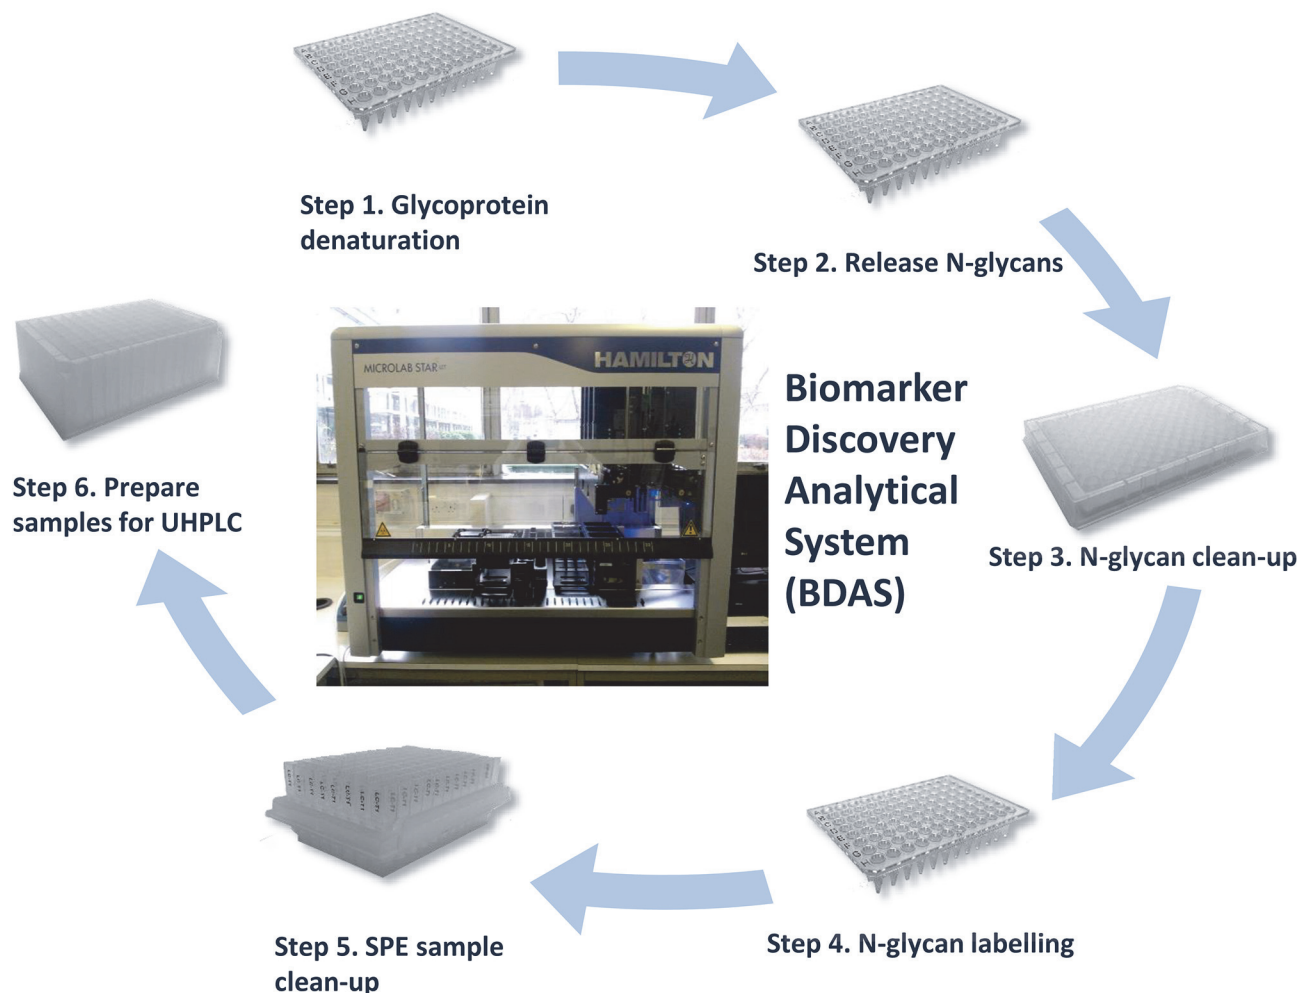 Step 1. Glycoprotein
denaturation
Step 2. Release N-glycans
MICROLAB STAR
HAMILTON
Biomarker
Discovery
Analytical
System
(BDAS)
Step 3. N-glycan clean-up
Step 4. N-glycan labelling
Step 5. SPE sample
clean-up
Step 6. Prepare
samples for UHPLC